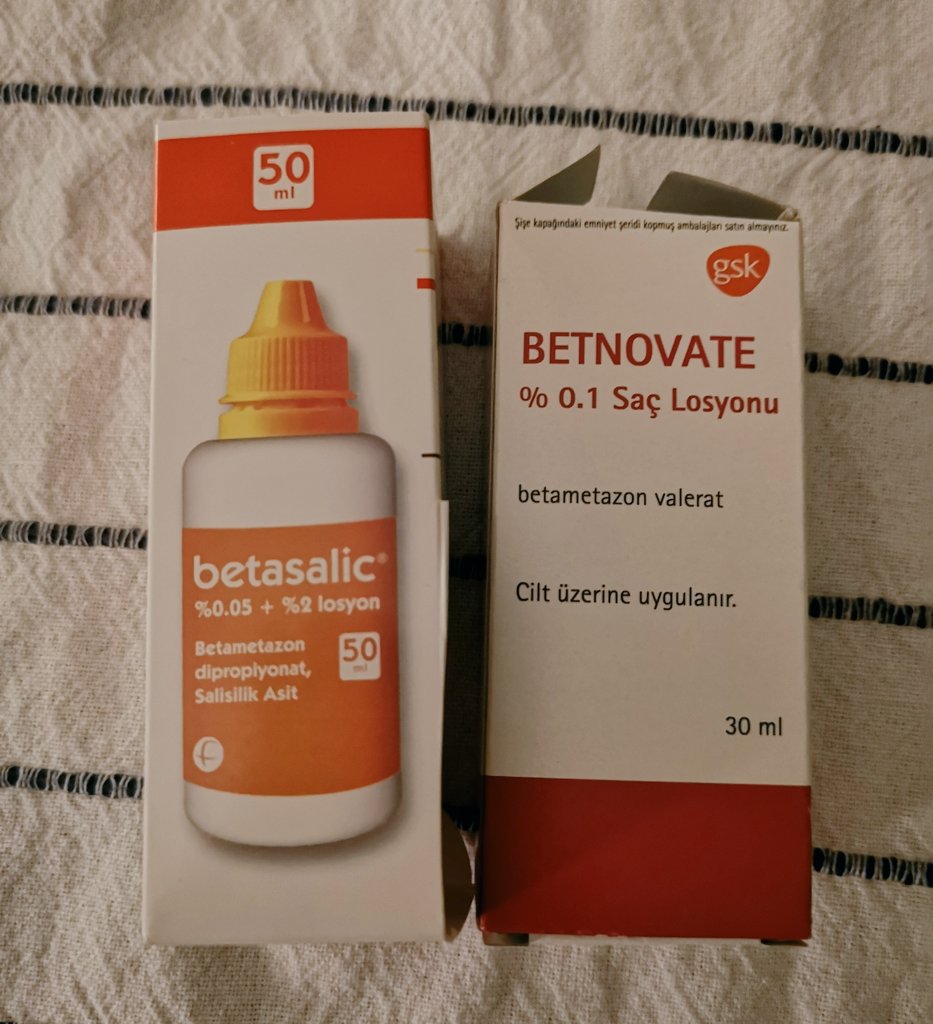 50
ml
betasalic®
%0.05 + %2 losyon
Betametazon
dipropiyonat,
Salisilik Asit
50
ml
Şişe kapağındaki emniyet şeridi kopmuş ambalajları satın almayınız.
gsk
BETNOVATE
% 0.1 Saç Losyonu
betametazon valerat
Cilt üzerine uygulanır.
30 ml